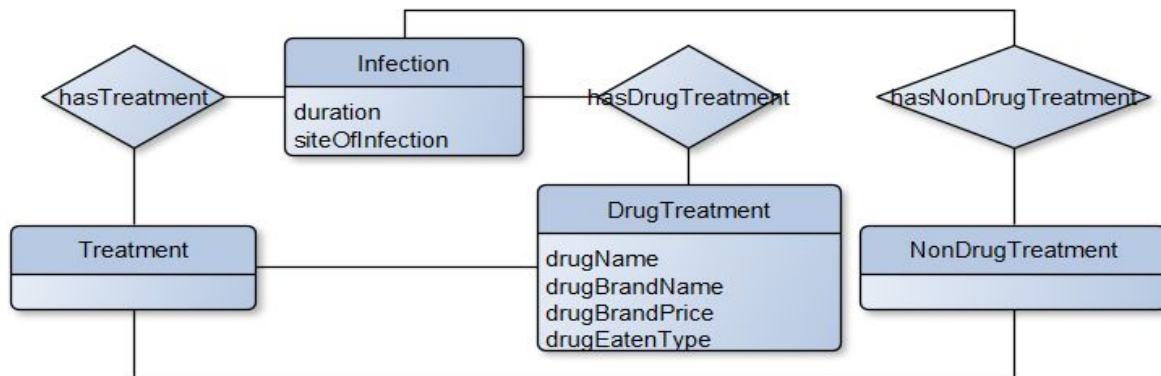 Infection
hasTreatment
hasDrugTreatment
hasNonDrugTreatment
duration
siteOfInfection
DrugTreatment
Treatment
NonDrugTreatment
drugName
drugBrandName
drugBrandPrice
drugEatenType